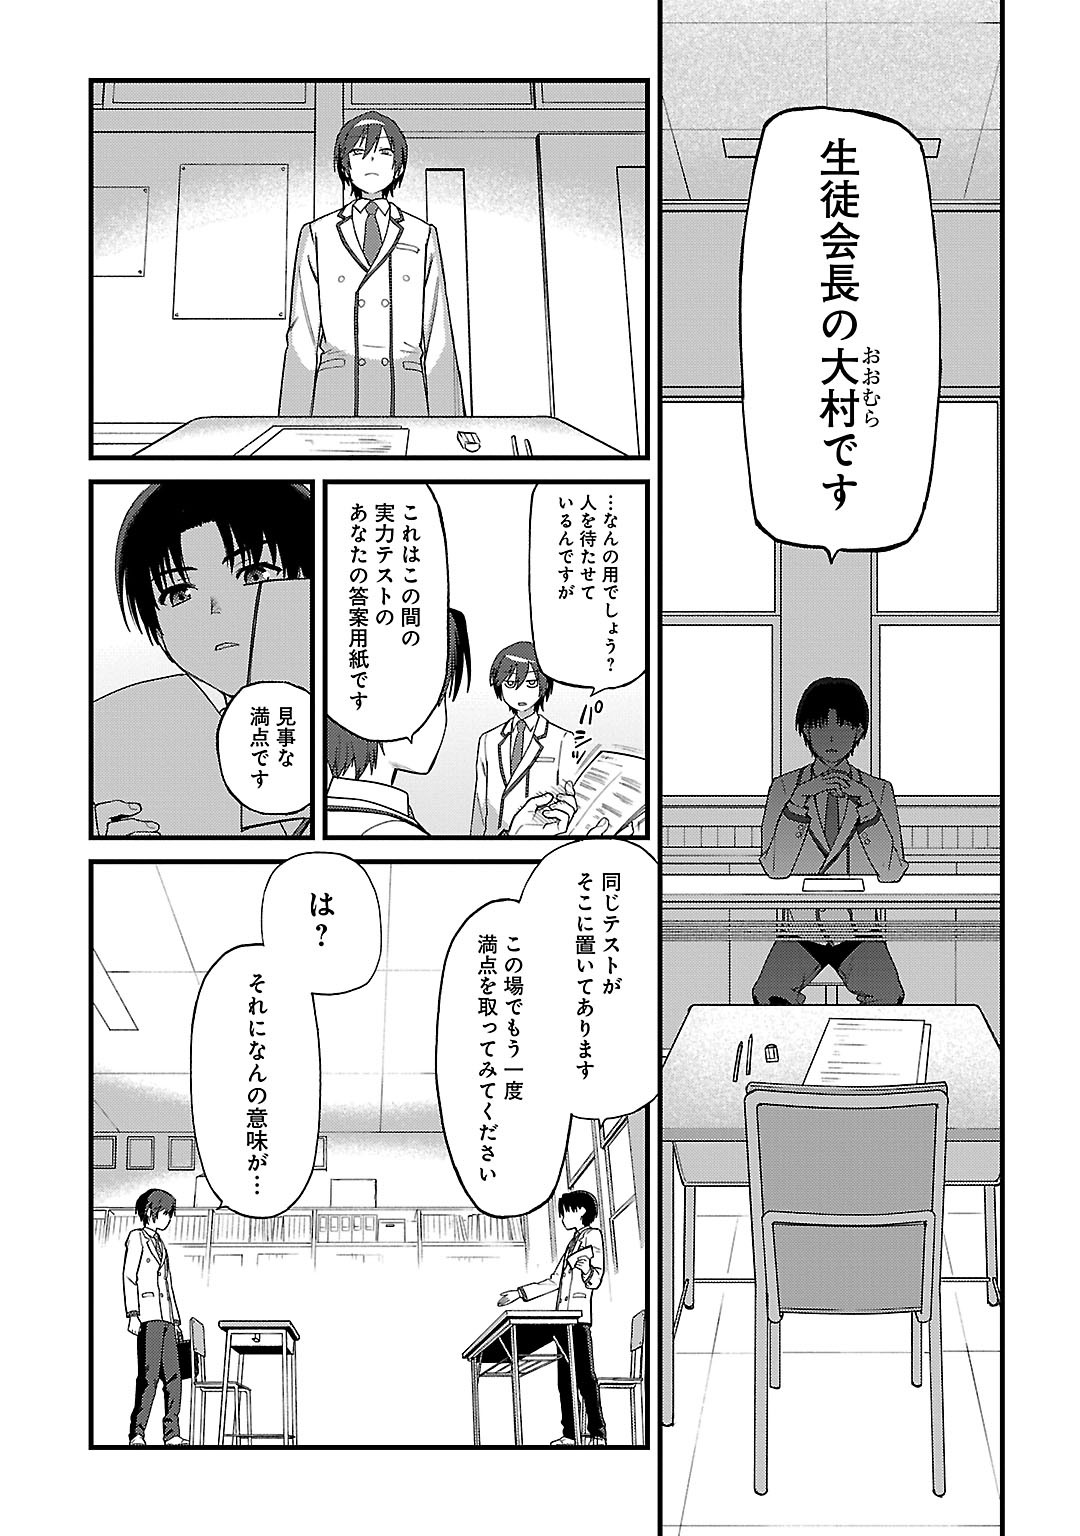 生徒会長の大村です
おおむら
…なんの用でしょう?
人を待たせて
いるんですが
パシ
これはこの間の
実力テストの
あなたの答案用紙です
見事な
満点です
同じテストが
そこに置いてあります
この場でもう一度
満点を取ってみてください
は?
それになんの意味が…